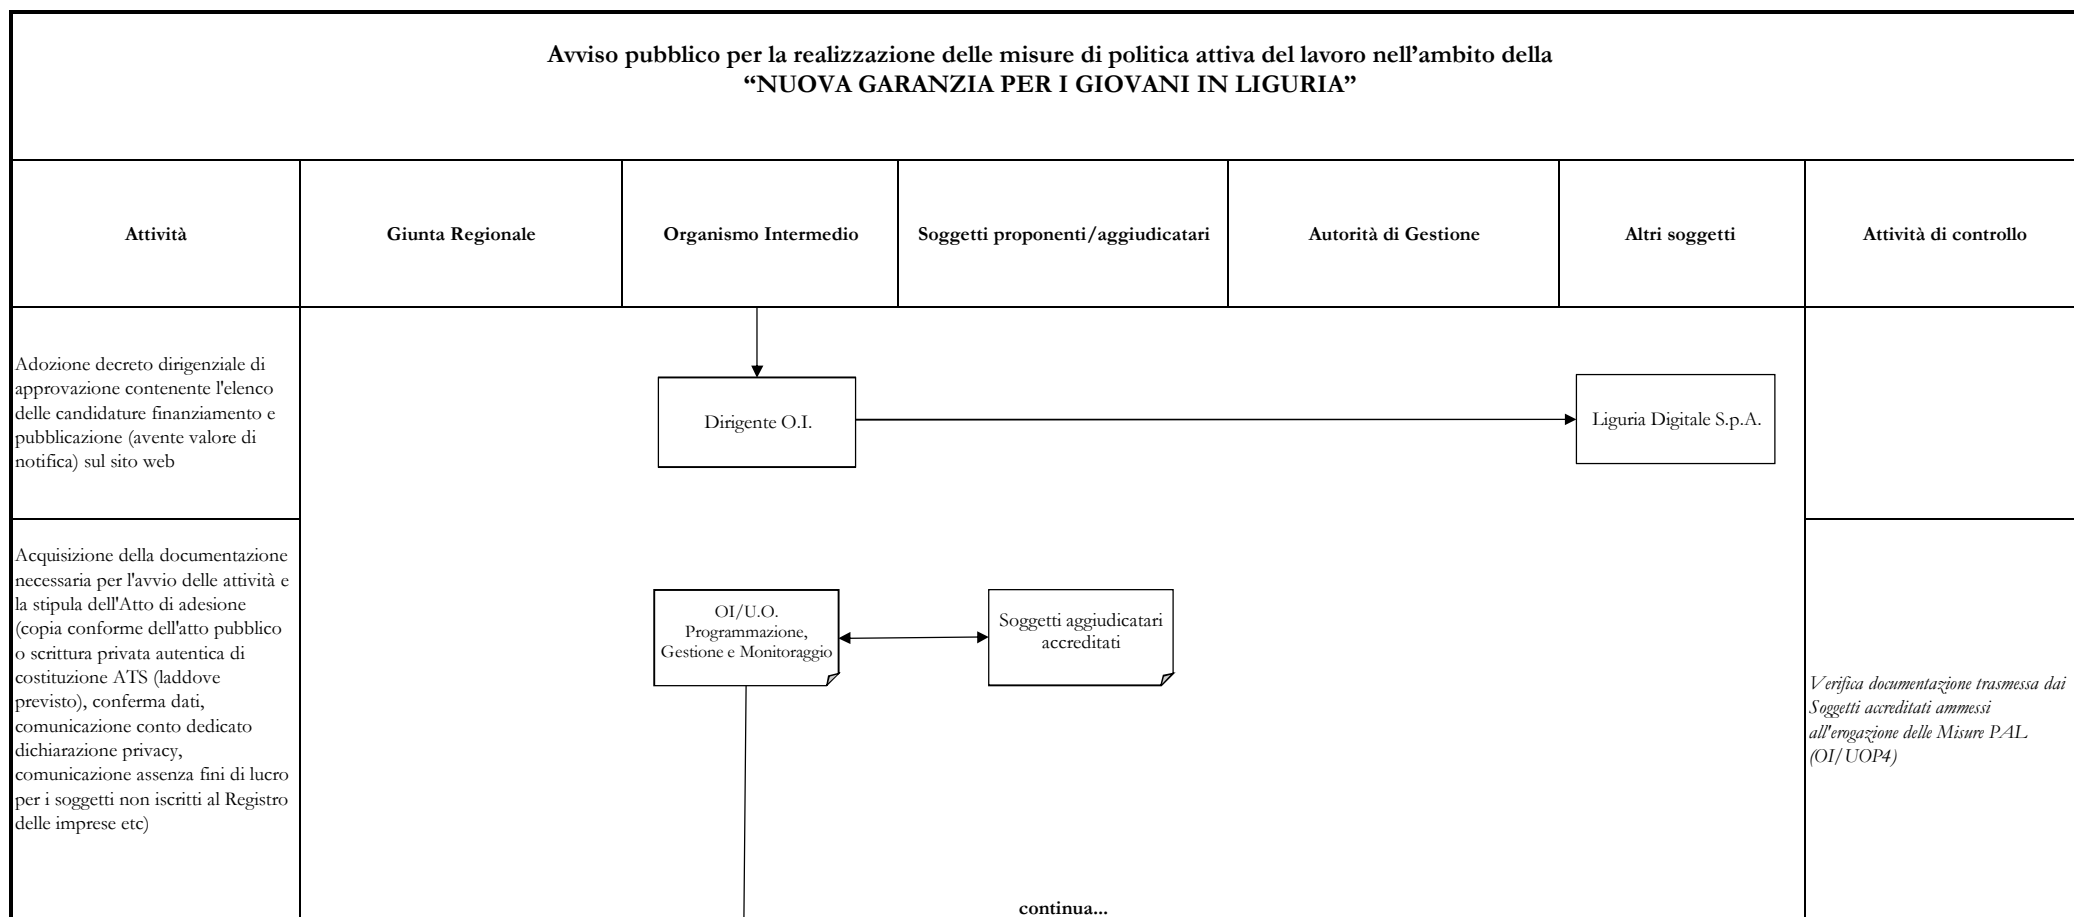 Avviso pubblico per la realizzazione delle misure di politica attiva del lavoro nell'ambito della
“NUOVA GARANZIA PER I GIOVANI IN LIGURIA”
Attività
Giunta Regionale
Organismo Intermedio
Soggetti proponenti/aggiudicatari
Autorità di Gestione
Altri soggetti
Attività di controllo
Adozione decreto dirigenziale di
approvazione contenente l'elenco
delle candidature finanziamento e
pubblicazione (avente valore di
notifica) sul sito web
Dirigente O.I.
Liguria Digitale S.p.A.
Acquisizione della documentazione
necessaria per l'avvio delle attività e
la stipula dell'Atto di adesione
(copia conforme dell'atto pubblico
o scrittura privata autentica di
costituzione ATS (laddove
previsto), conferma dati,
comunicazione conto dedicato
dichiarazione privacy,
comunicazione assenza fini di lucro
per i soggetti non iscritti al Registro
delle imprese etc)
OI/U.O.
Programmazione,
Gestione e Monitoraggio
Soggetti aggiudicatari
accreditati
Verifica documentazione trasmessa dai
Soggetti accreditati ammessi
all'erogazione delle Misure PAL
(OI/UOP4)
continua...